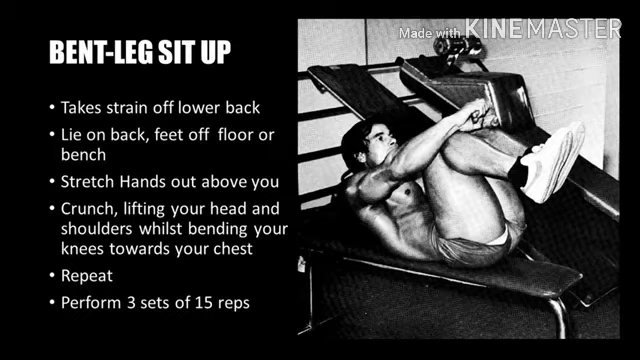 Made with KINEMASTER
BENT-LEG SIT UP
• Takes strain off lower back
• Lie on back, feet off floor or
bench
• Stretch Hands out above you
• Crunch, lifting your head and
shoulders whilst bending your
knees towards your chest
• Repeat
• Perform 3 sets of 15 reps